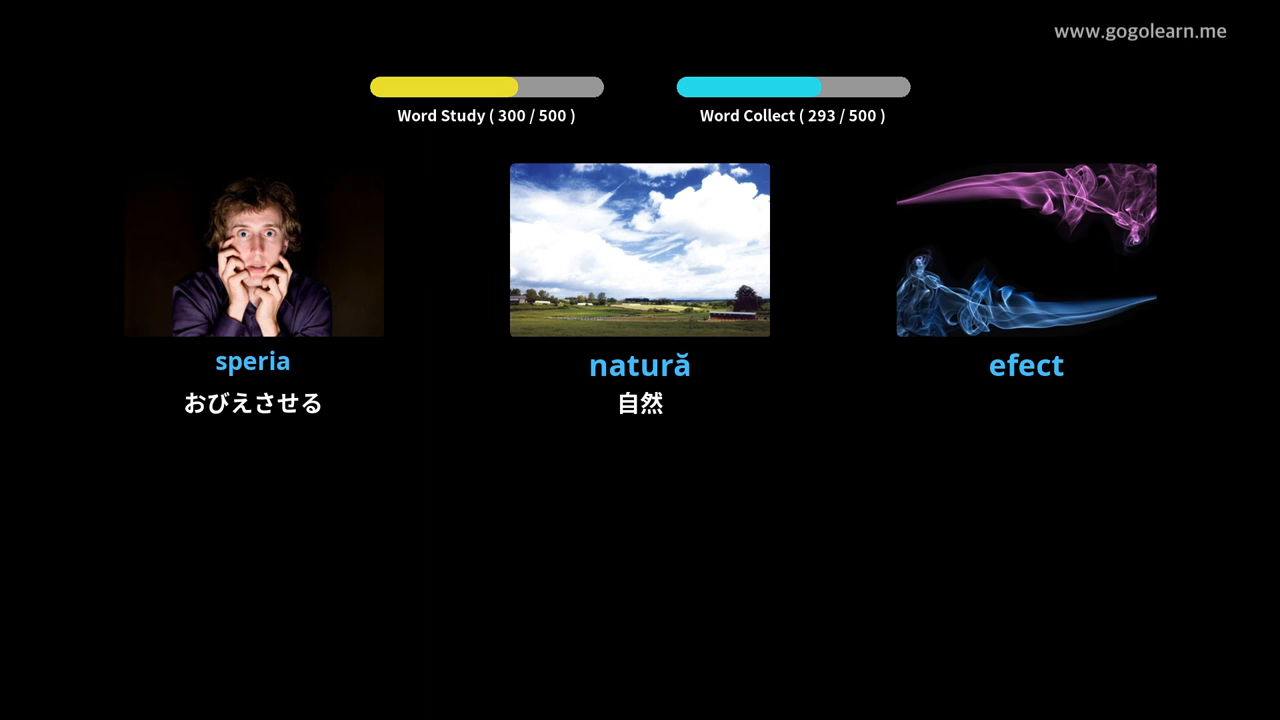 www.gogolearn.me
Word Study ( 300 / 500 )
Word Collect ( 293 / 500 )
speria
natură
efect
おびえさせる
自然